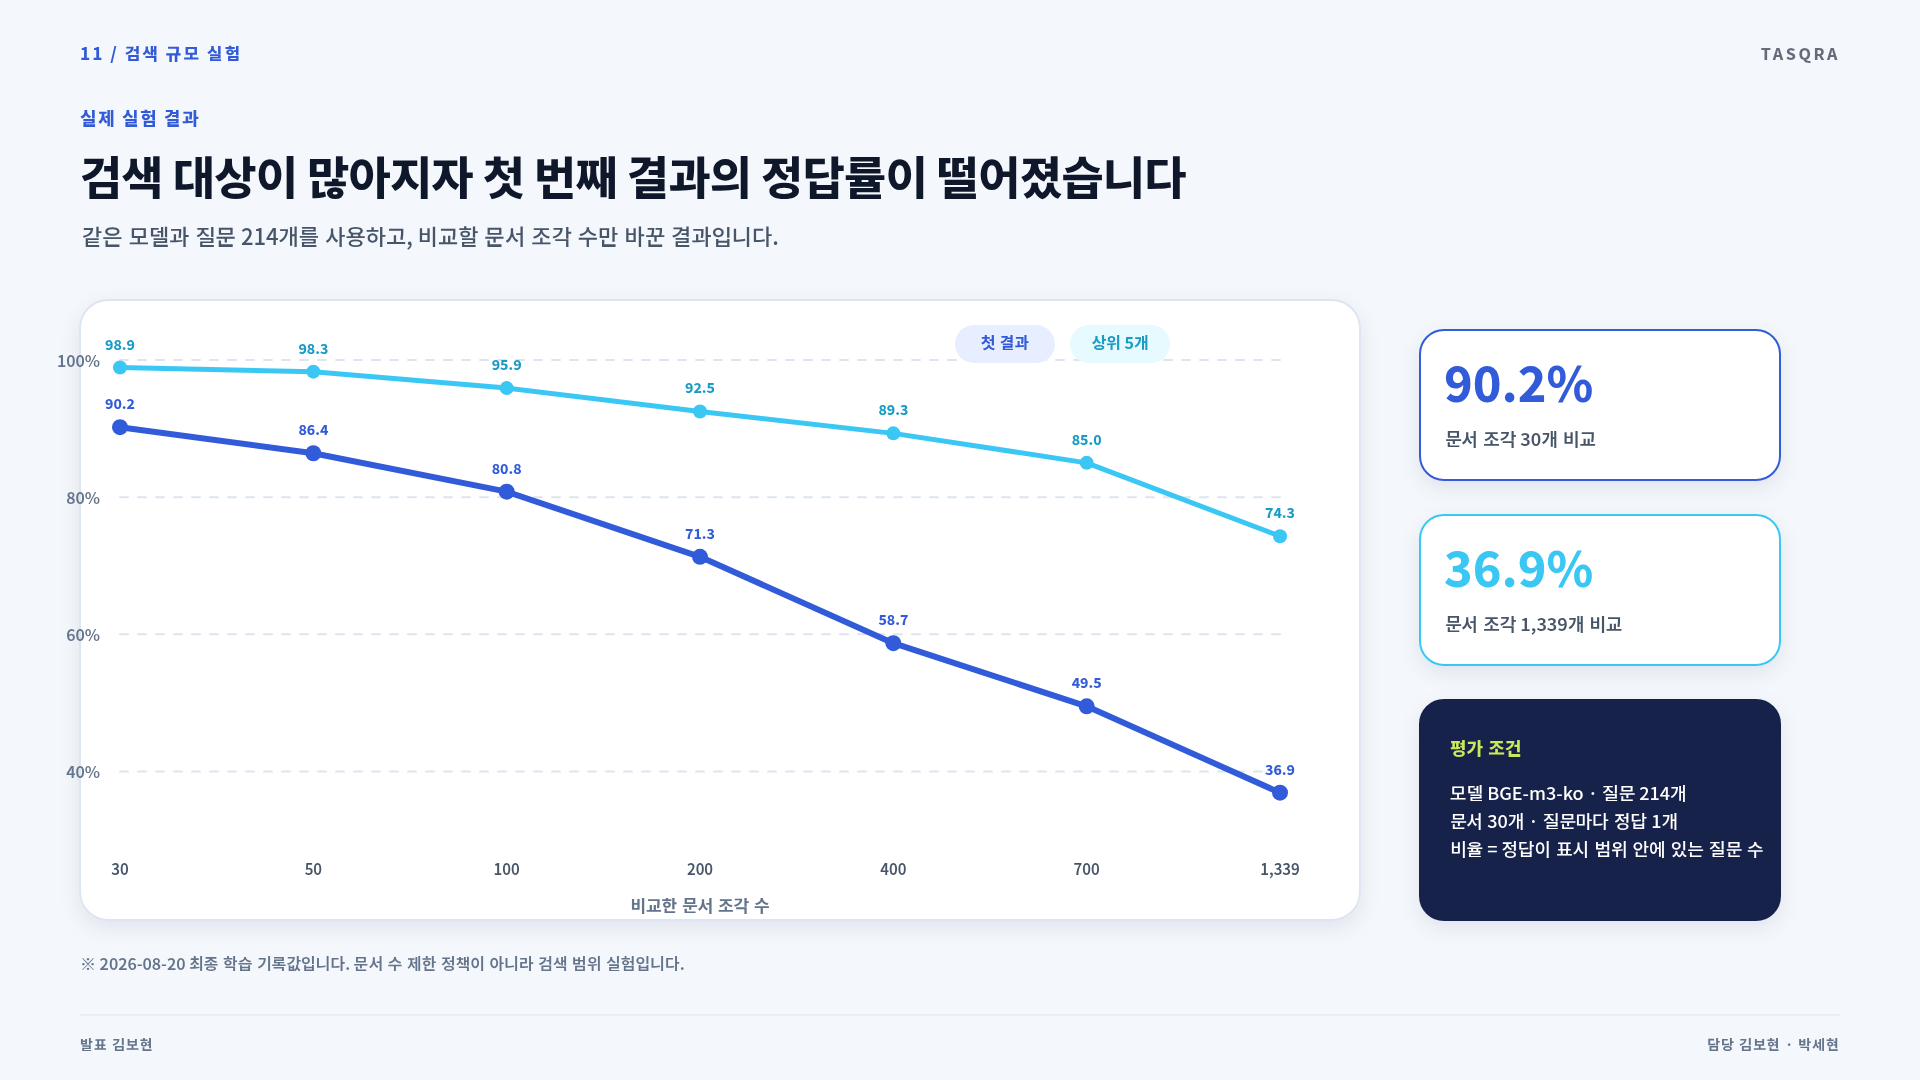 11 / 검색 규모 실험
TASQRA
실제 실험 결과
검색 대상이 많아지자 첫 번째 결과의 정답률이 떨어졌습니다
같은 모델과 질문 214개를 사용하고, 비교할 문서 조각 수만 바꾼 결과입니다.
첫 결과
상위 5개
100%
80%
60%
40%
98.9
98.3
95.9
92.5
89.3
85.0
74.3
90.2
86.4
80.8
71.3
58.7
49.5
36.9
30
50
100
200
400
700
1,339
비교한 문서 조각 수
90.2%
문서 조각 30개 비교
36.9%
문서 조각 1,339개 비교
평가 조건
모델 BGE-m3-ko · 질문 214개
문서 30개 · 질문마다 정답 1개
비율 = 정답이 표시 범위 안에 있는 질문 수
※ 2026-08-20 최종 학습 기록값입니다. 문서 수 제한 정책이 아니라 검색 범위 실험입니다.
발표 김보현
담당 김보현 · 박세현